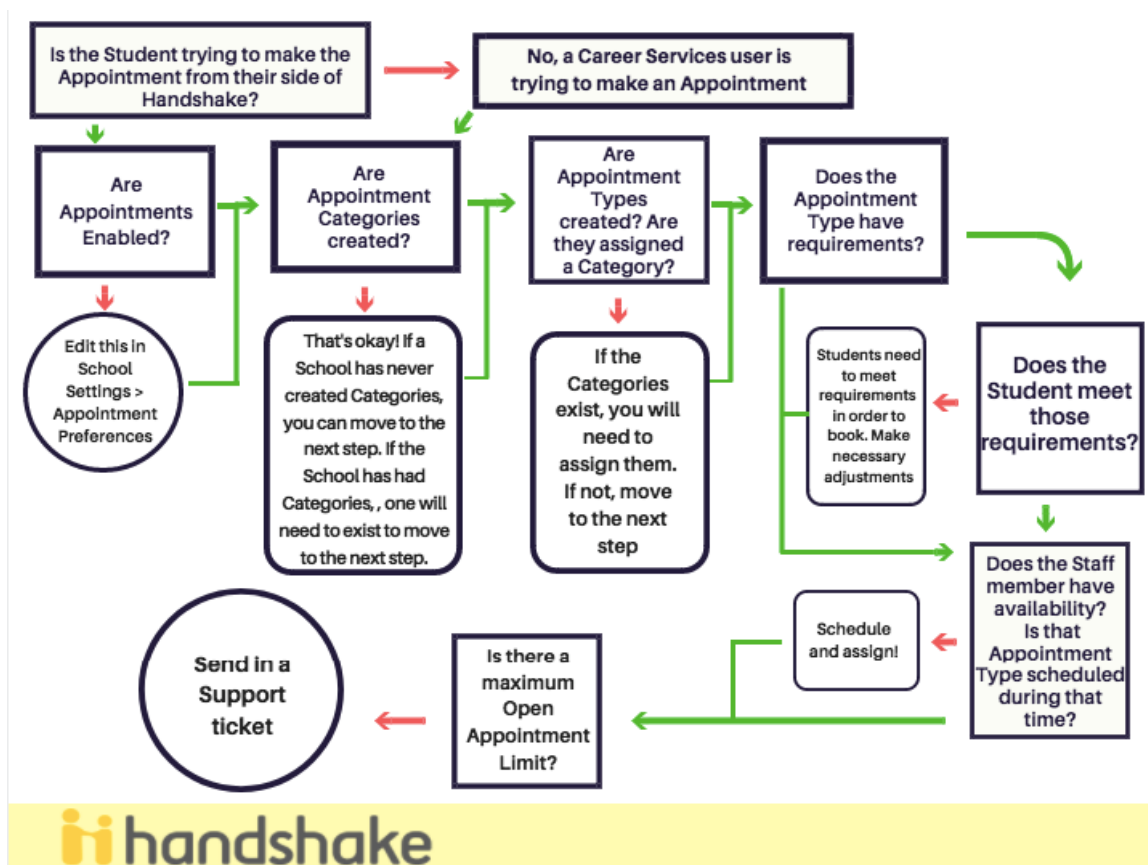 Is the Student trying to make the
Appointment from their side of
Handshake?
No, a Career Services user is
trying to make an Appointment
Are
Appointments
Enabled?
Are
Appointment
Categories
created?
Are
Appointment
Types
created? Are
they assigned
a Category?
Does the
Appointment
Type have
requirements?
Edit this in
School
Settings >
Appointment
Preferences
That's okay! If a
School has never
created Categories,
you can move to the
next step. If the
School has had
Categories, , one will
need to exist to move
to the next step.
If the
Categories
exist, you will
need to
assign them.
If not, move
to the next
step
Students need
to meet
requirements
in order to
book. Make
necessary
adjustments
Does the
Student meet
those
requirements?
Does the Staff
member have
availability?
Is that
Appointment
Type scheduled
during that
time?
Schedule
and assign!
Is there a
maximum
Open
Appointment
Limit?
Send in a
Support
ticket
handshake